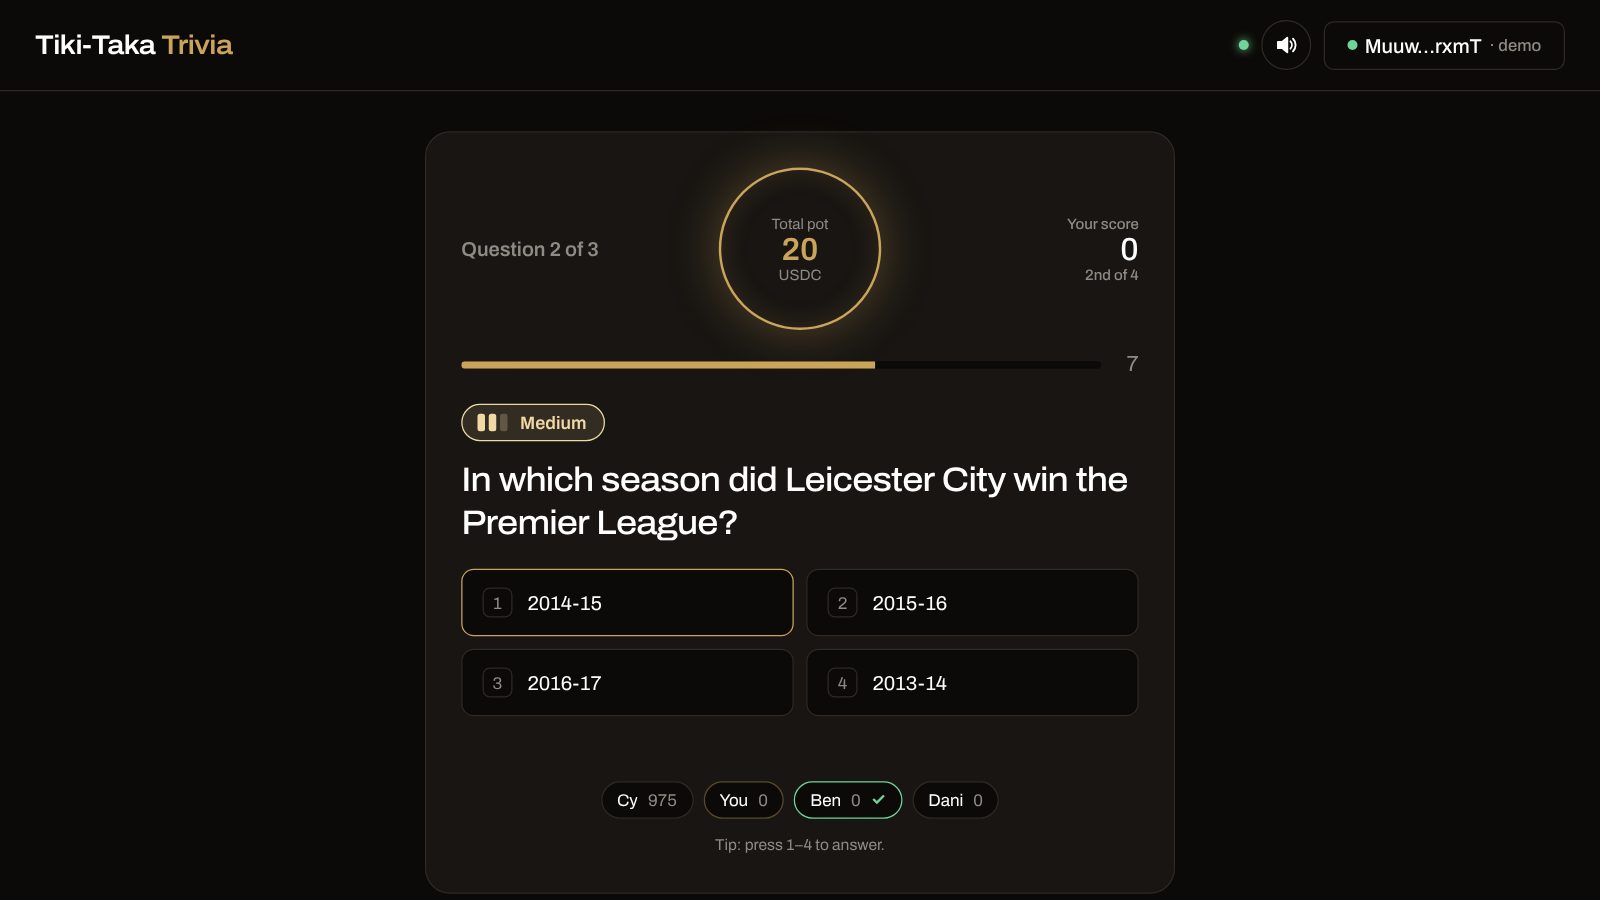 Tiki-Taka Trivia
Muuw...rxmT · demo
Question 2 of 3
Total pot
20
USDC
Your score
0
2nd of 4
7
Medium
In which season did Leicester City win the
Premier League?
1 2014-15
2 2015-16
3 2016-17
4 2013-14
Cy 975
You 0
Ben 0
Dani 0
Tip: press 1–4 to answer.